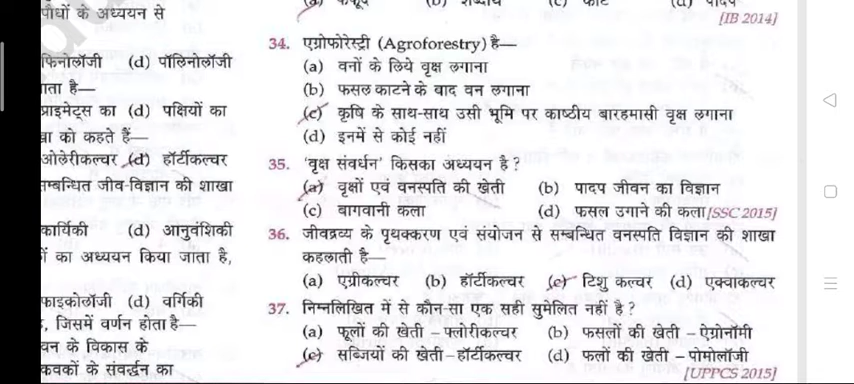 पौधों के अध्ययन से
फिनोलॉजी (d) पॉलिनोलॉजी
ाता है—
प्राइमेट्स का (d) पक्षियों का
ा को कहते हैं—
ओलेरीकल्चर (d) हॉर्टीकल्चर
सम्बन्धित जीव-विज्ञान की शाखा
कार्यिकी (d) आनुवंशिकी
ों का अध्ययन किया जाता है,
फाइकोलॉजी (d) वर्गिकी
, जिसमें वर्णन होता है—
वन के विकास के
कवकों के संवर्द्धन का
[IB 2014]
34. एग्रोफोरेस्ट्री (Agroforestry) है—
(a) वनों के लिये वृक्ष लगाना
(b) फसल काटने के बाद वन लगाना
(c) कृषि के साथ-साथ उसी भूमि पर काष्ठीय बारहमासी वृक्ष लगाना
(d) इनमें से कोई नहीं
35. 'वृक्ष संवर्धन' किसका अध्ययन है?
(a) वृक्षों एवं वनस्पति की खेती (b) पादप जीवन का विज्ञान
(c) बागवानी कला (d) फसल उगाने की कला [SSC 2015]
36. जीवद्रव्य के पृथक्करण एवं संयोजन से सम्बन्धित वनस्पति विज्ञान की शाखा
कहलाती है—
(a) एग्रीकल्चर (b) हॉर्टीकल्चर (c) टिशु कल्चर (d) एक्वाकल्चर
37. निम्नलिखित में से कौन-सा एक सही सुमेलित नहीं है?
(a) फूलों की खेती – फ्लोरीकल्चर (b) फसलों की खेती – ऐग्रोनॉमी
(c) सब्जियों की खेती – हॉर्टीकल्चर (d) फलों की खेती – पोमोलॉजी
[UPPCS 2015]